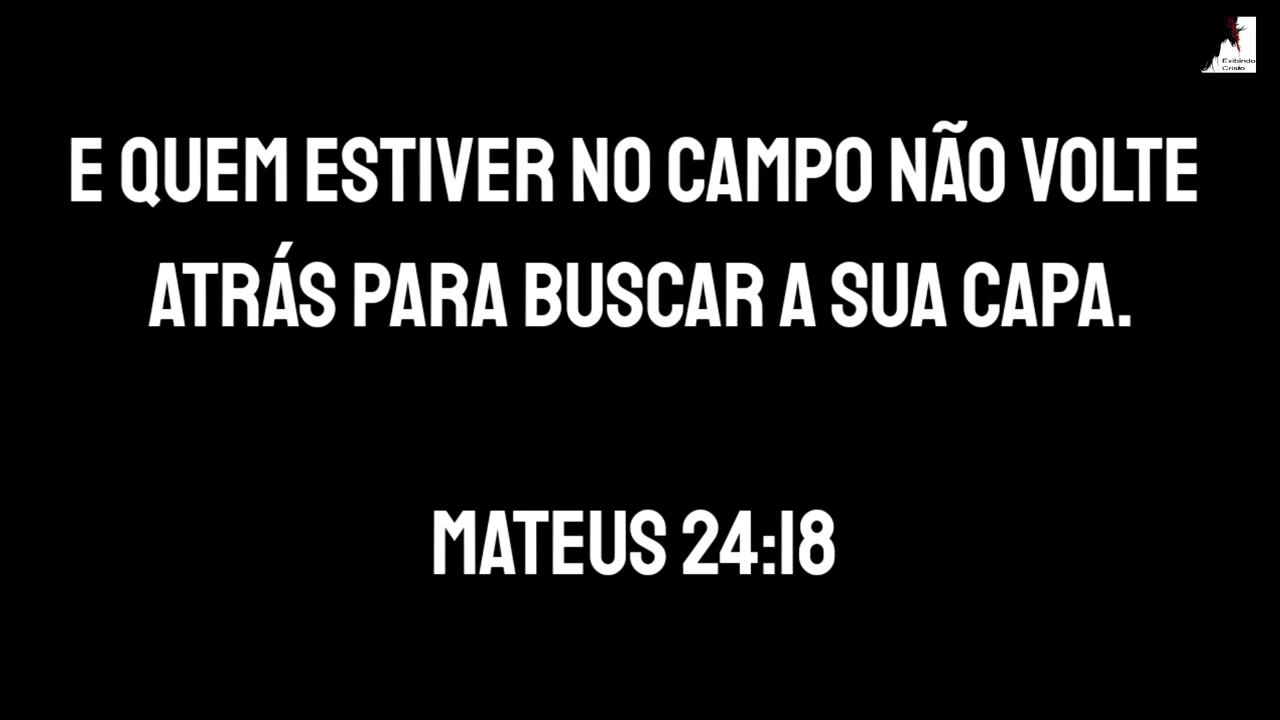 Exibindo
Cristo
E QUEM ESTIVER NO CAMPO NÃO VOLTE
ATRÁS PARA BUSCAR A SUA CAPA.
MATEUS 24:18